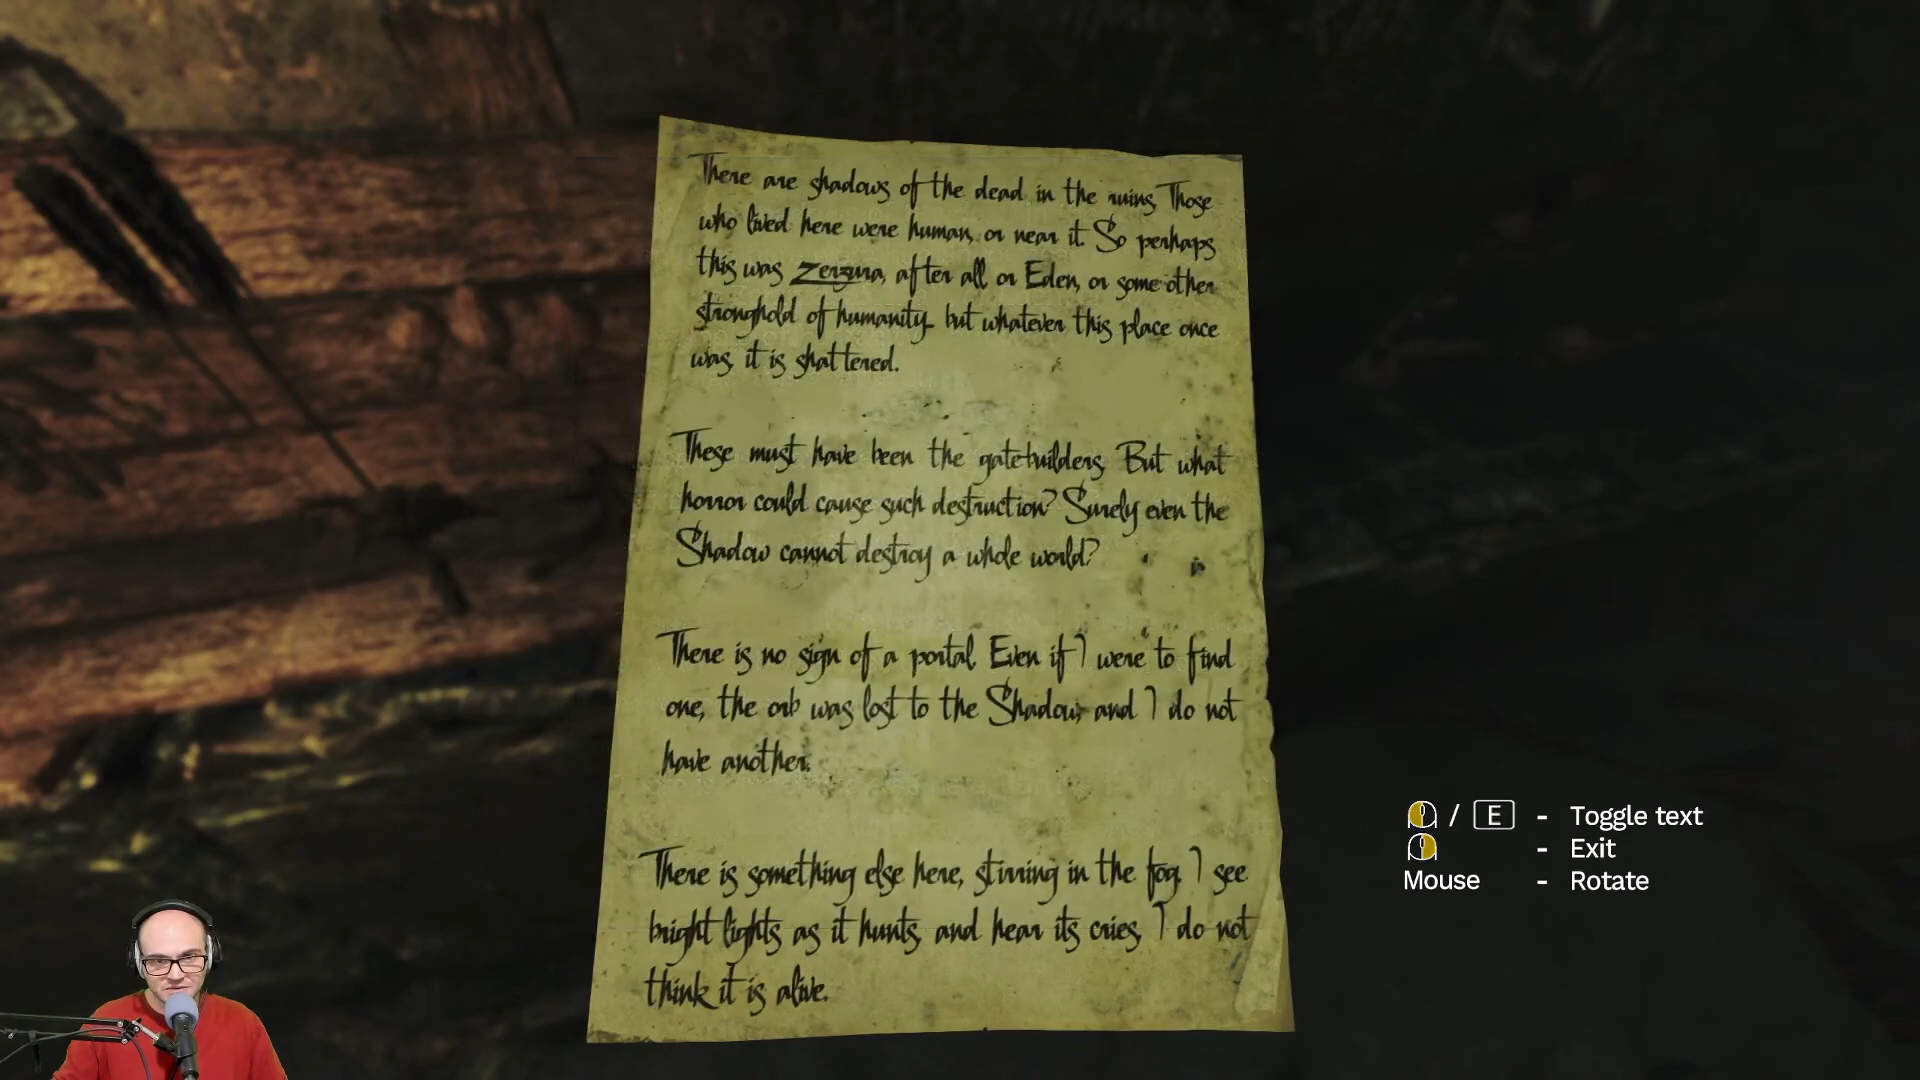 There are shadows of the dead in the ruins. Those
who lived here were human, or near it. So perhaps
this was Zerzura, after all or Eden, or some other
stronghold of humanity- but whatever this place once
was, it is shattered.
These must have been the gatebuilders. But what
horror could cause such destruction? Surely even the
Shadow cannot destroy a whole world?
There is no sign of a portal. Even if I were to find
one, the orb was lost to the Shadow, and I do not
have another.
There is something else here, stirring in the fog. I see
bright lights as it hunts, and hear its cries. I do not
think it is alive.
/ E - Toggle text
- Exit
Mouse - Rotate